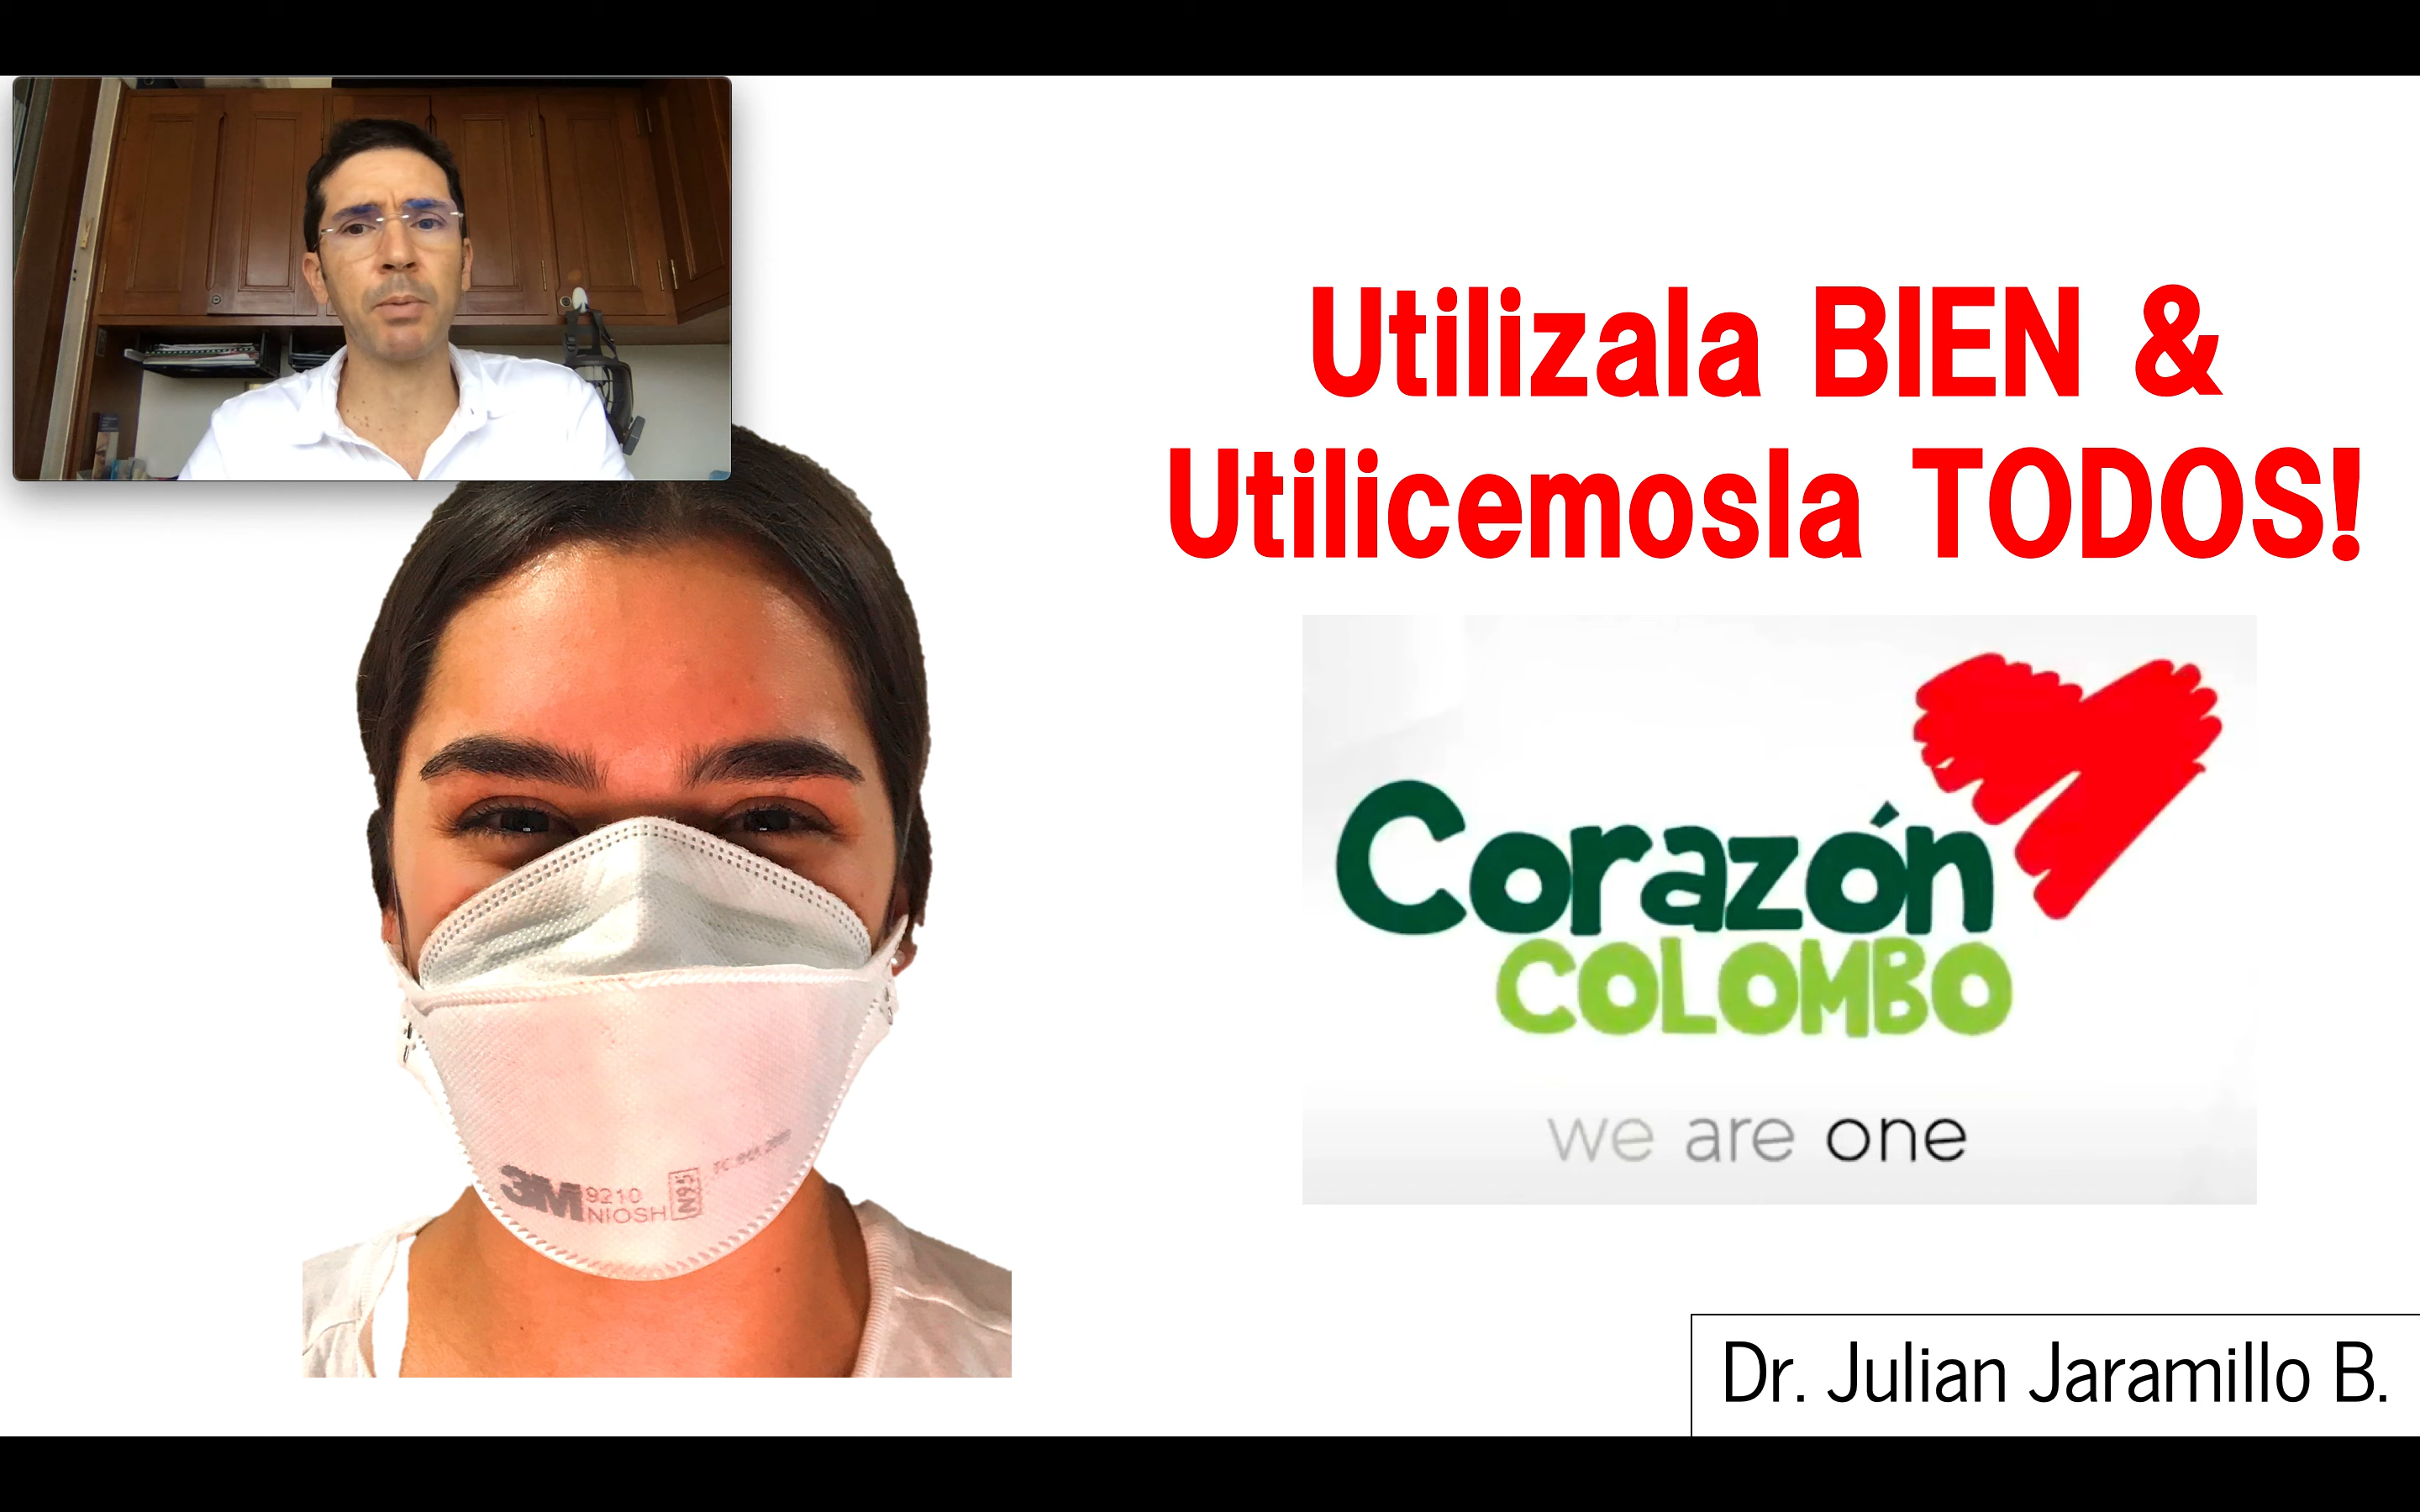 Utilizala BIEN &
Utilicemosla TODOS!
Corazón
COLOMBO
we are one
3M 9210
NIOSH N95
Dr. Julian Jaramillo B.